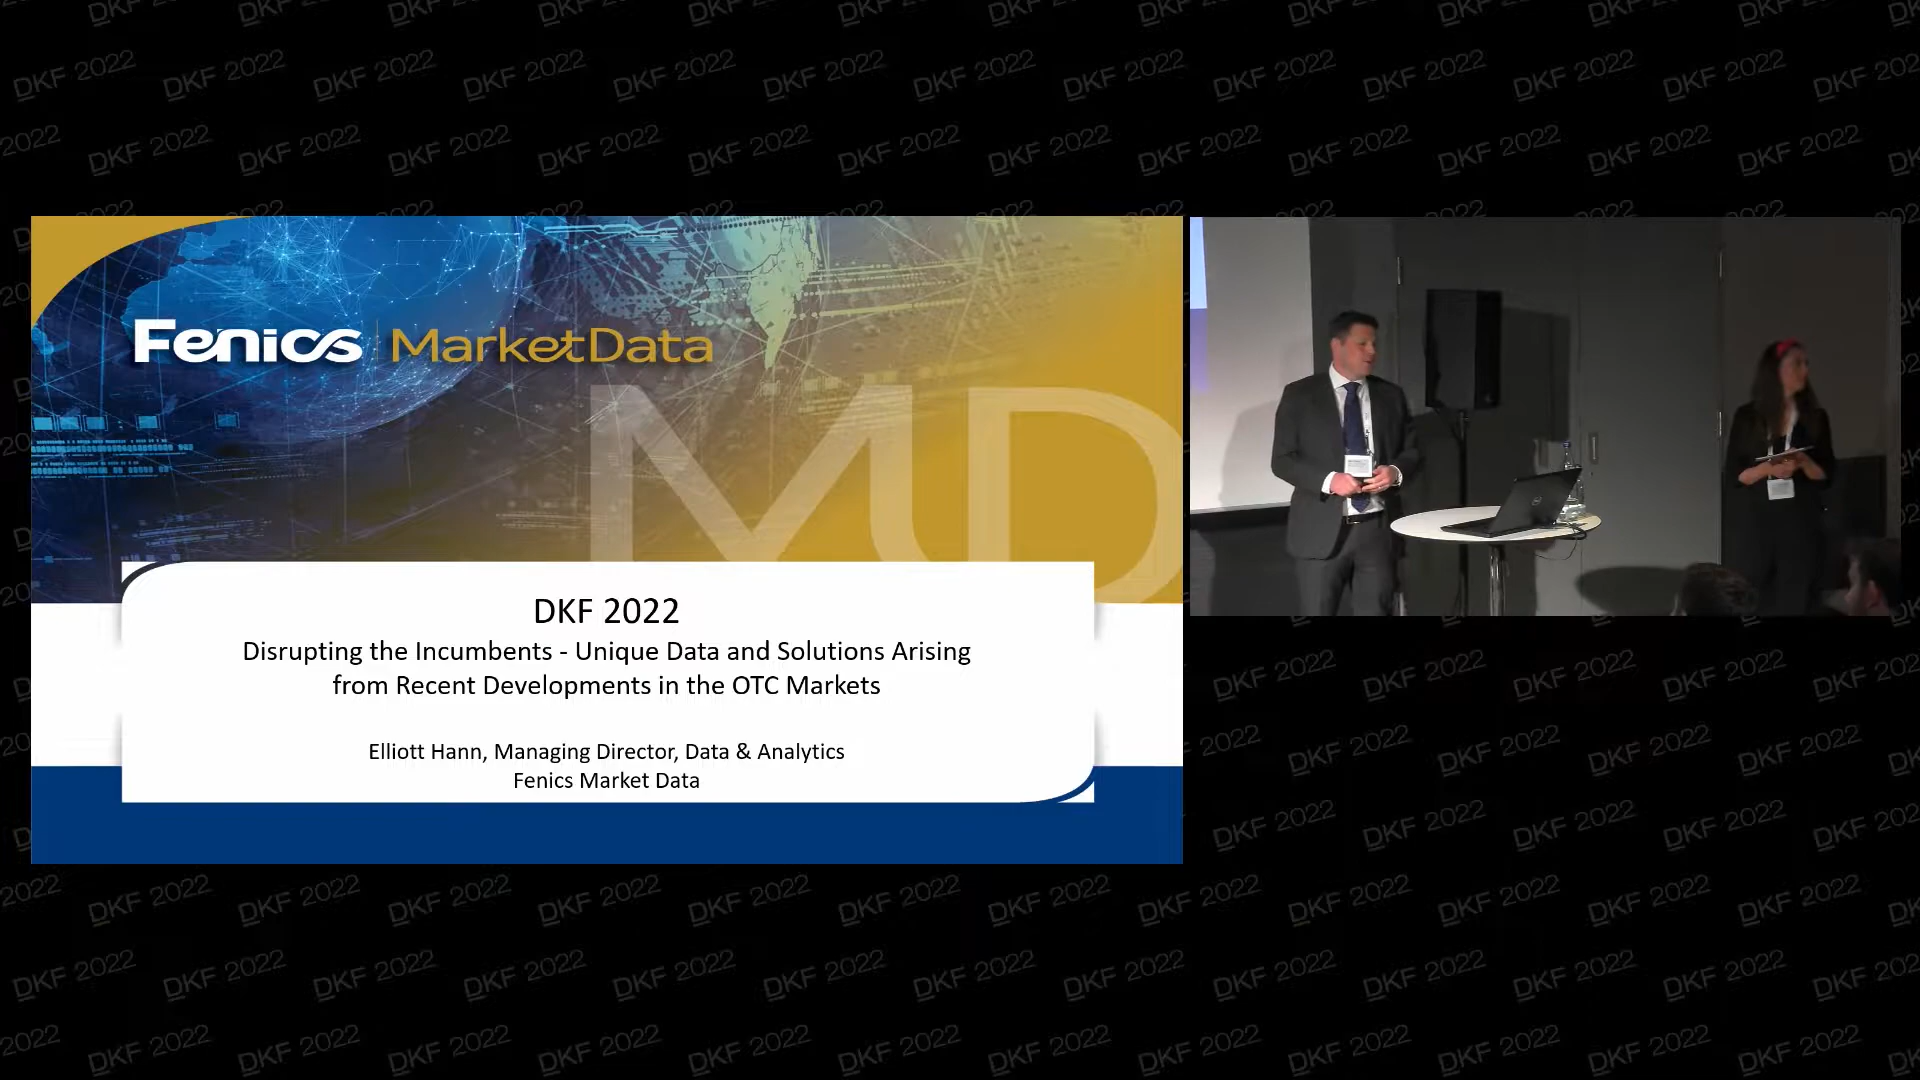 Fenics MarketData
MD
DKF 2022
Disrupting the Incumbents - Unique Data and Solutions Arising
from Recent Developments in the OTC Markets
Elliott Hann, Managing Director, Data & Analytics
Fenics Market Data
DKF 2022